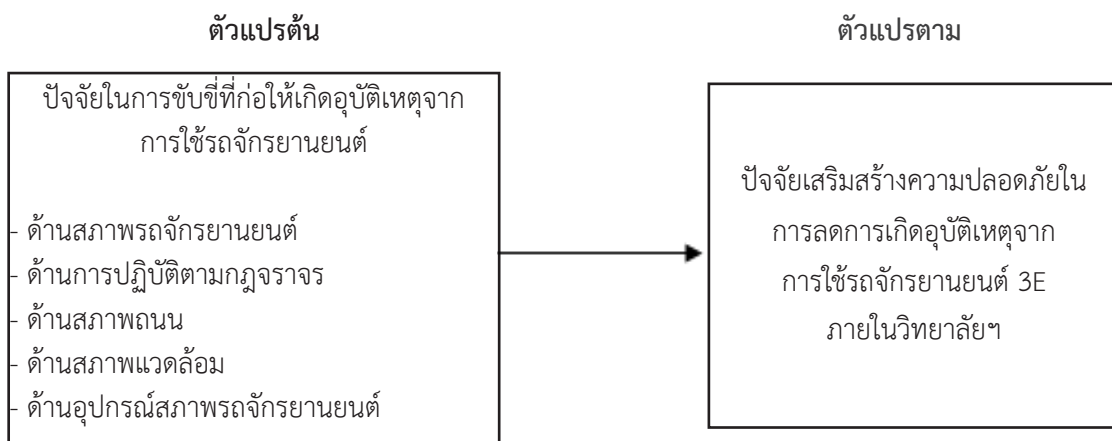 ตัวแปรต้น
ตัวแปรตาม
ปัจจัยในการขับขี่ที่ก่อให้เกิดอุบัติเหตุจาก
การใช้รถจักรยานยนต์
- ด้านสภาพรถจักรยานยนต์
- ด้านการปฏิบัติตามกฎจราจร
- ด้านสภาพถนน
- ด้านสภาพแวดล้อม
- ด้านอุปกรณ์สภาพรถจักรยานยนต์
ปัจจัยเสริมสร้างความปลอดภัยใน
การลดการเกิดอุบัติเหตุจาก
การใช้รถจักรยานยนต์ 3E
ภายในวิทยาลัยฯ